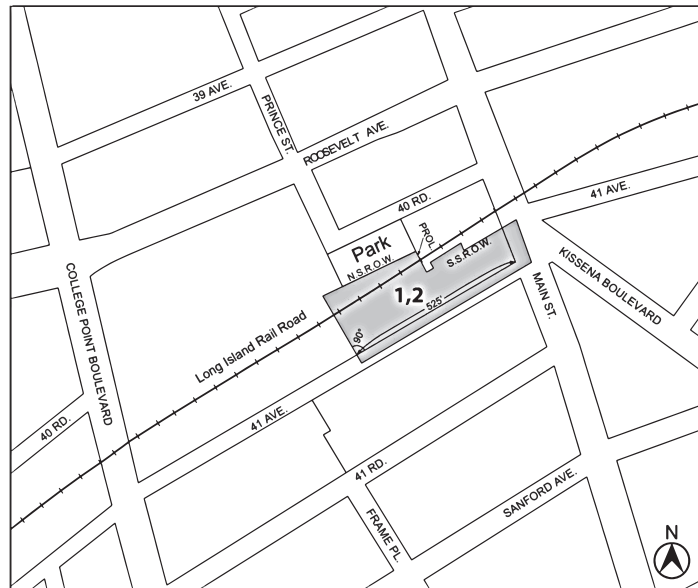 39 AVE.
PRINCE ST.
ROOSEVELT AVE.
40 RD.
41 AVE.
PROL.
Park
N.S.R.O.W.
S.S.R.O.W.
KISSENA BOULEVARD
COLLEGE POINT BOULEVARD
1,2
525'
MAIN ST.
Long Island Rail Road
90°
41 AVE.
40 RD.
41 RD.
SANFORD AVE.
FRAME PL.
N